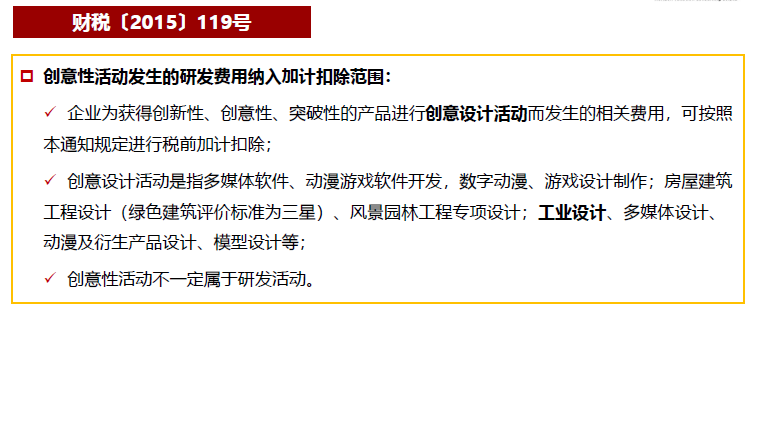 财税〔2015〕119号
创意性活动发生的研发费用纳入加计扣除范围：
✓ 企业为获得创新性、创意性、突破性的产品进行创意设计活动而发生的相关费用，可按照
本通知规定进行税前加计扣除；
✓ 创意设计活动是指多媒体软件、动漫游戏软件开发，数字动漫、游戏设计制作；房屋建筑
工程设计（绿色建筑评价标准为三星）、风景园林工程专项设计；工业设计、多媒体设计、
动漫及衍生产品设计、模型设计等；
✓ 创意性活动不一定属于研发活动。